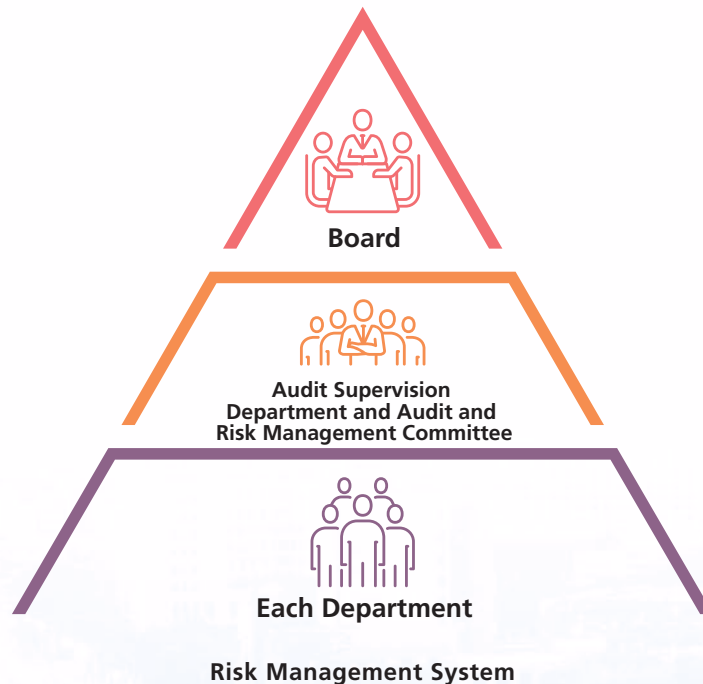 Board
Audit Supervision
Department and Audit and
Risk Management Committee
Each Department
Risk Management System